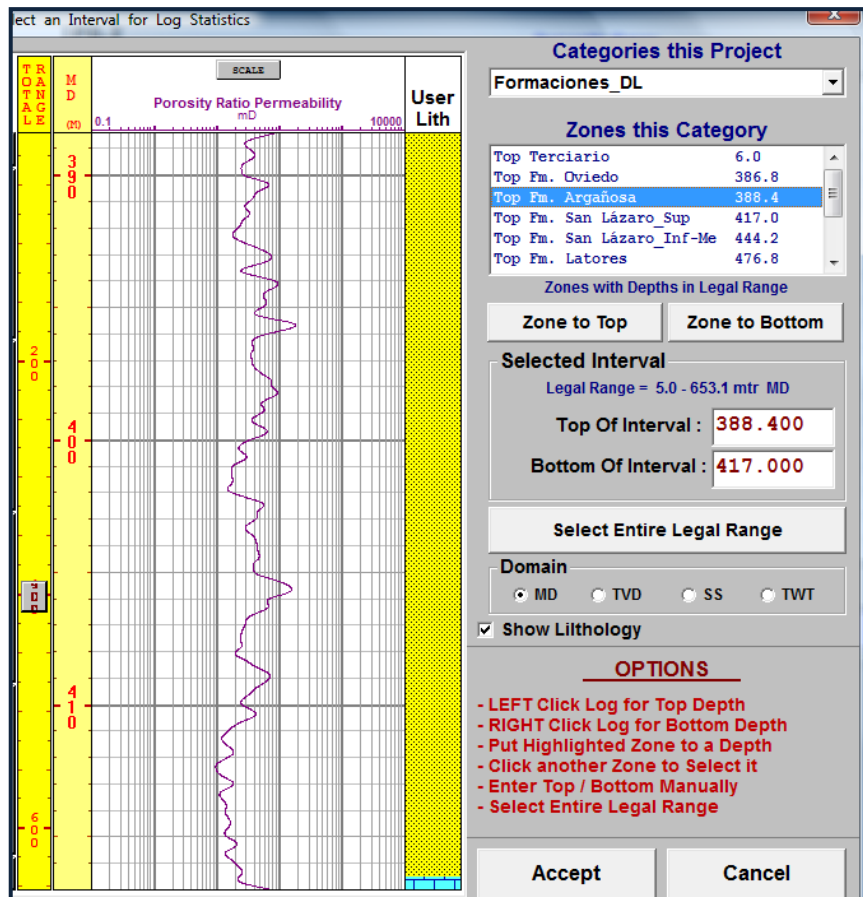 lect an Interval for Log Statistics
X
TOTAL
RANGE
MD
(M)
SCALE
Porosity Ratio Permeability
mD
0.1
10000
User
Lith
390
200
400
410
600
Categories this Project
Formaciones_DL
Zones this Category
Top Terciario 6.0
Top Fm. Oviedo 386.8
Top Fm. Argañosa 388.4
Top Fm. San Lázaro_Sup 417.0
Top Fm. San Lázaro_Inf-Me 444.2
Top Fm. Latores 476.8
Zones with Depths in Legal Range
Zone to Top
Zone to Bottom
Selected Interval
Legal Range = 5.0 - 653.1 mtr MD
Top Of Interval : 388.400
Bottom Of Interval : 417.000
Select Entire Legal Range
Domain
MD TVD SS TWT
Show Lilthology
OPTIONS
- LEFT Click Log for Top Depth
- RIGHT Click Log for Bottom Depth
- Put Highlighted Zone to a Depth
- Click another Zone to Select it
- Enter Top / Bottom Manually
- Select Entire Legal Range
Accept
Cancel